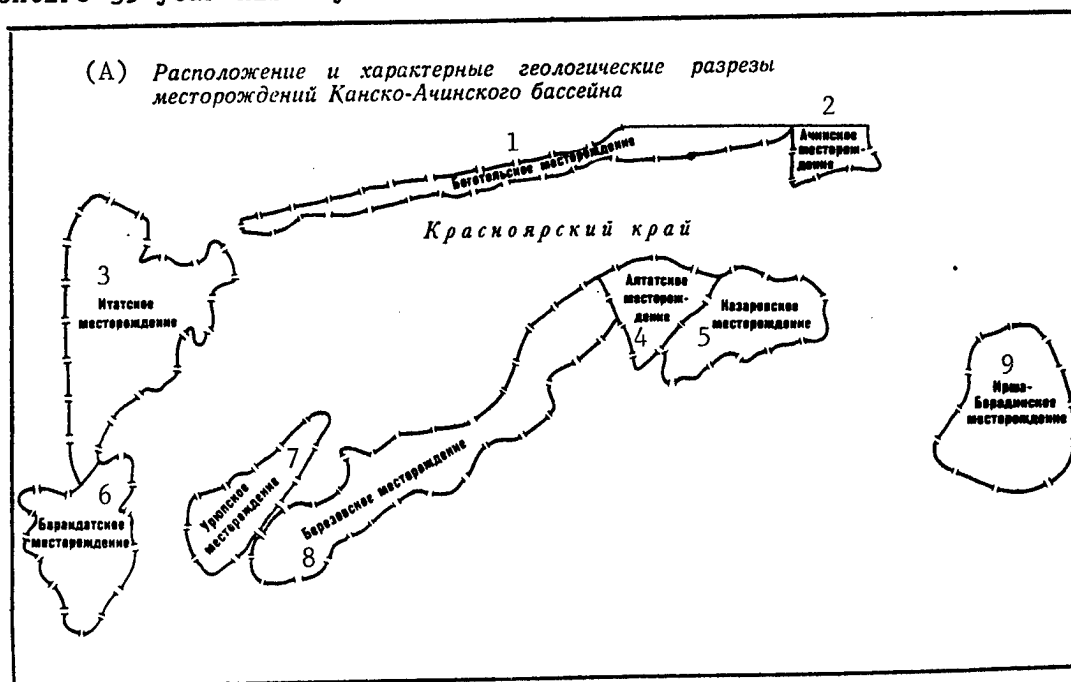 (A) Расположение и характерные геологические разрезы
месторождений Канско-Ачинского бассейна
1
2
Боготольское месторождение
Ачинское
месторож-
дение
Красноярский край
3
Итатское
месторождение
Алтатское
месторож-
дение
4
Назаровское
5 месторождение
9
Ирша-
Бородинское
месторождение
6
Барандатское
месторождение
7
Урюпское
месторождение
Березовское месторождение
8